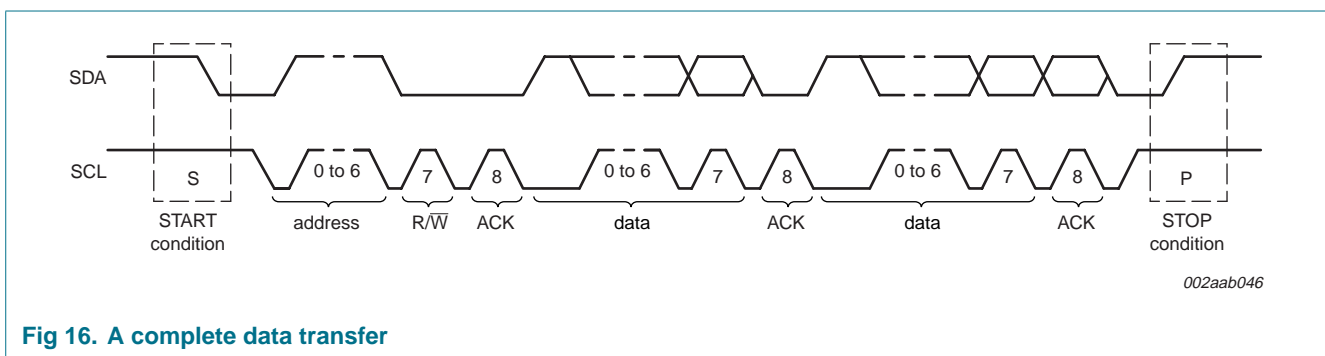 SDA
SCL
S
0 to 6
7
8
0 to 6
7
8
0 to 6
7
8
P
START
condition
address
R/W̅
ACK
data
ACK
data
ACK
STOP
condition
002aab046
Fig 16. A complete data transfer